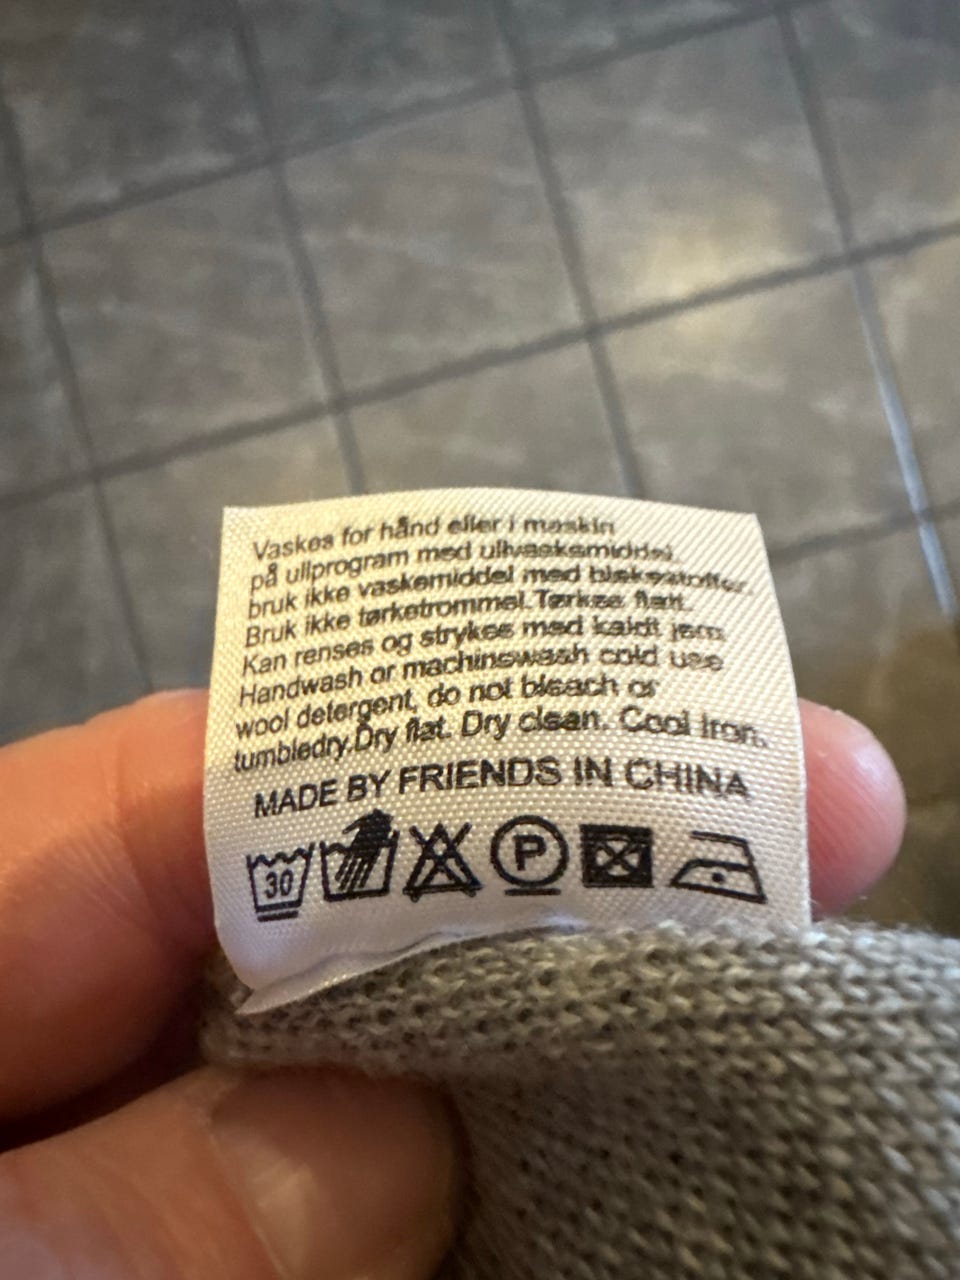 Vaskes for hånd eller i maskin
på ullprogram med ullvaskemiddel.
bruk ikke vaskemiddel med blekestoffer.
Bruk ikke tørketrommel.Tørkes flatt.
Kan renses og strykes med kaldt jern
Handwash or machinewash cold use
wool detergent, do not bleach or
tumbledry.Dry flat. Dry clean. Cool iron.
MADE BY FRIENDS IN CHINA
30 P